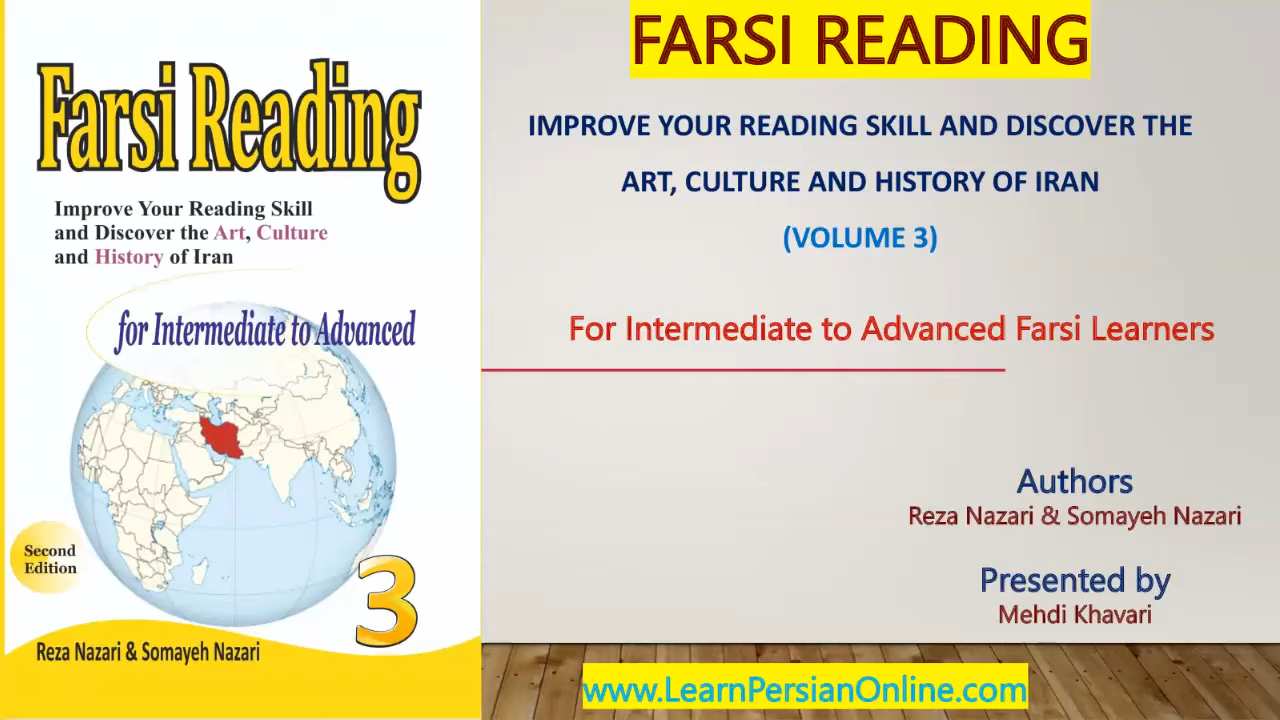 Farsi Reading
Improve Your Reading Skill
and Discover the Art, Culture
and History of Iran
for Intermediate to Advanced
Second
Edition
3
Reza Nazari & Somayeh Nazari
FARSI READING
IMPROVE YOUR READING SKILL AND DISCOVER THE
ART, CULTURE AND HISTORY OF IRAN
(VOLUME 3)
For Intermediate to Advanced Farsi Learners
Authors
Reza Nazari & Somayeh Nazari
Presented by
Mehdi Khavari
www.LearnPersianOnline.com